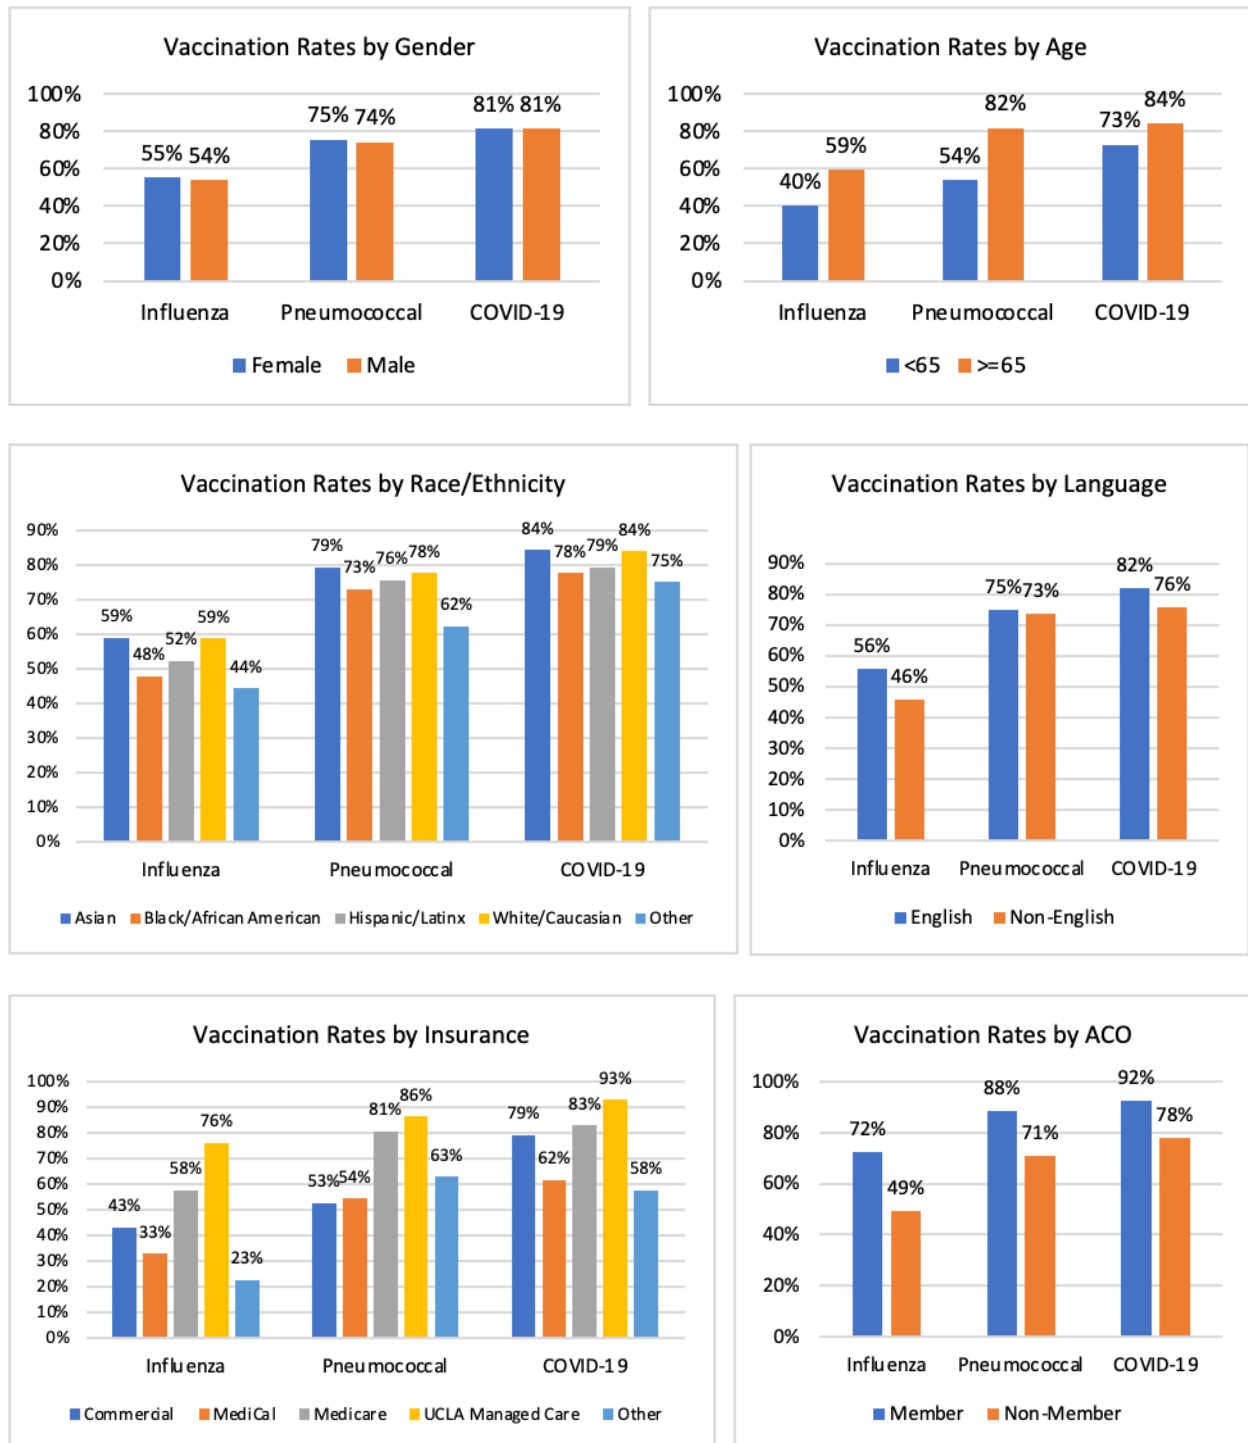 Vaccination Rates by Gender
100%
80%
60%
40%
20%
0%
55% 54%
75% 74%
81% 81%
Influenza Pneumococcal COVID-19
Female Male
Vaccination Rates by Age
100%
80%
60%
40%
20%
0%
40% 59%
54% 82%
73% 84%
Influenza Pneumococcal COVID-19
<65 >=65
Vaccination Rates by Race/Ethnicity
90%
80%
70%
60%
50%
40%
30%
20%
10%
0%
59% 48% 52% 59% 44%
79% 73% 76% 78% 62%
84% 78% 79% 84% 75%
Influenza Pneumococcal COVID-19
Asian Black/African American Hispanic/Latinx White/Caucasian Other
Vaccination Rates by Language
90%
80%
70%
60%
50%
40%
30%
20%
10%
0%
56% 46%
75% 73%
82% 76%
Influenza Pneumococcal COVID-19
English Non-English
Vaccination Rates by Insurance
100%
90%
80%
70%
60%
50%
40%
30%
20%
10%
0%
43% 33% 58% 76% 23%
53% 54% 81% 86% 63%
79% 62% 83% 93% 58%
Influenza Pneumococcal COVID-19
Commercial MediCal Medicare UCLA Managed Care Other
Vaccination Rates by ACO
100%
80%
60%
40%
20%
0%
72% 49%
88% 71%
92% 78%
Influenza Pneumococcal COVID-19
Member Non-Member